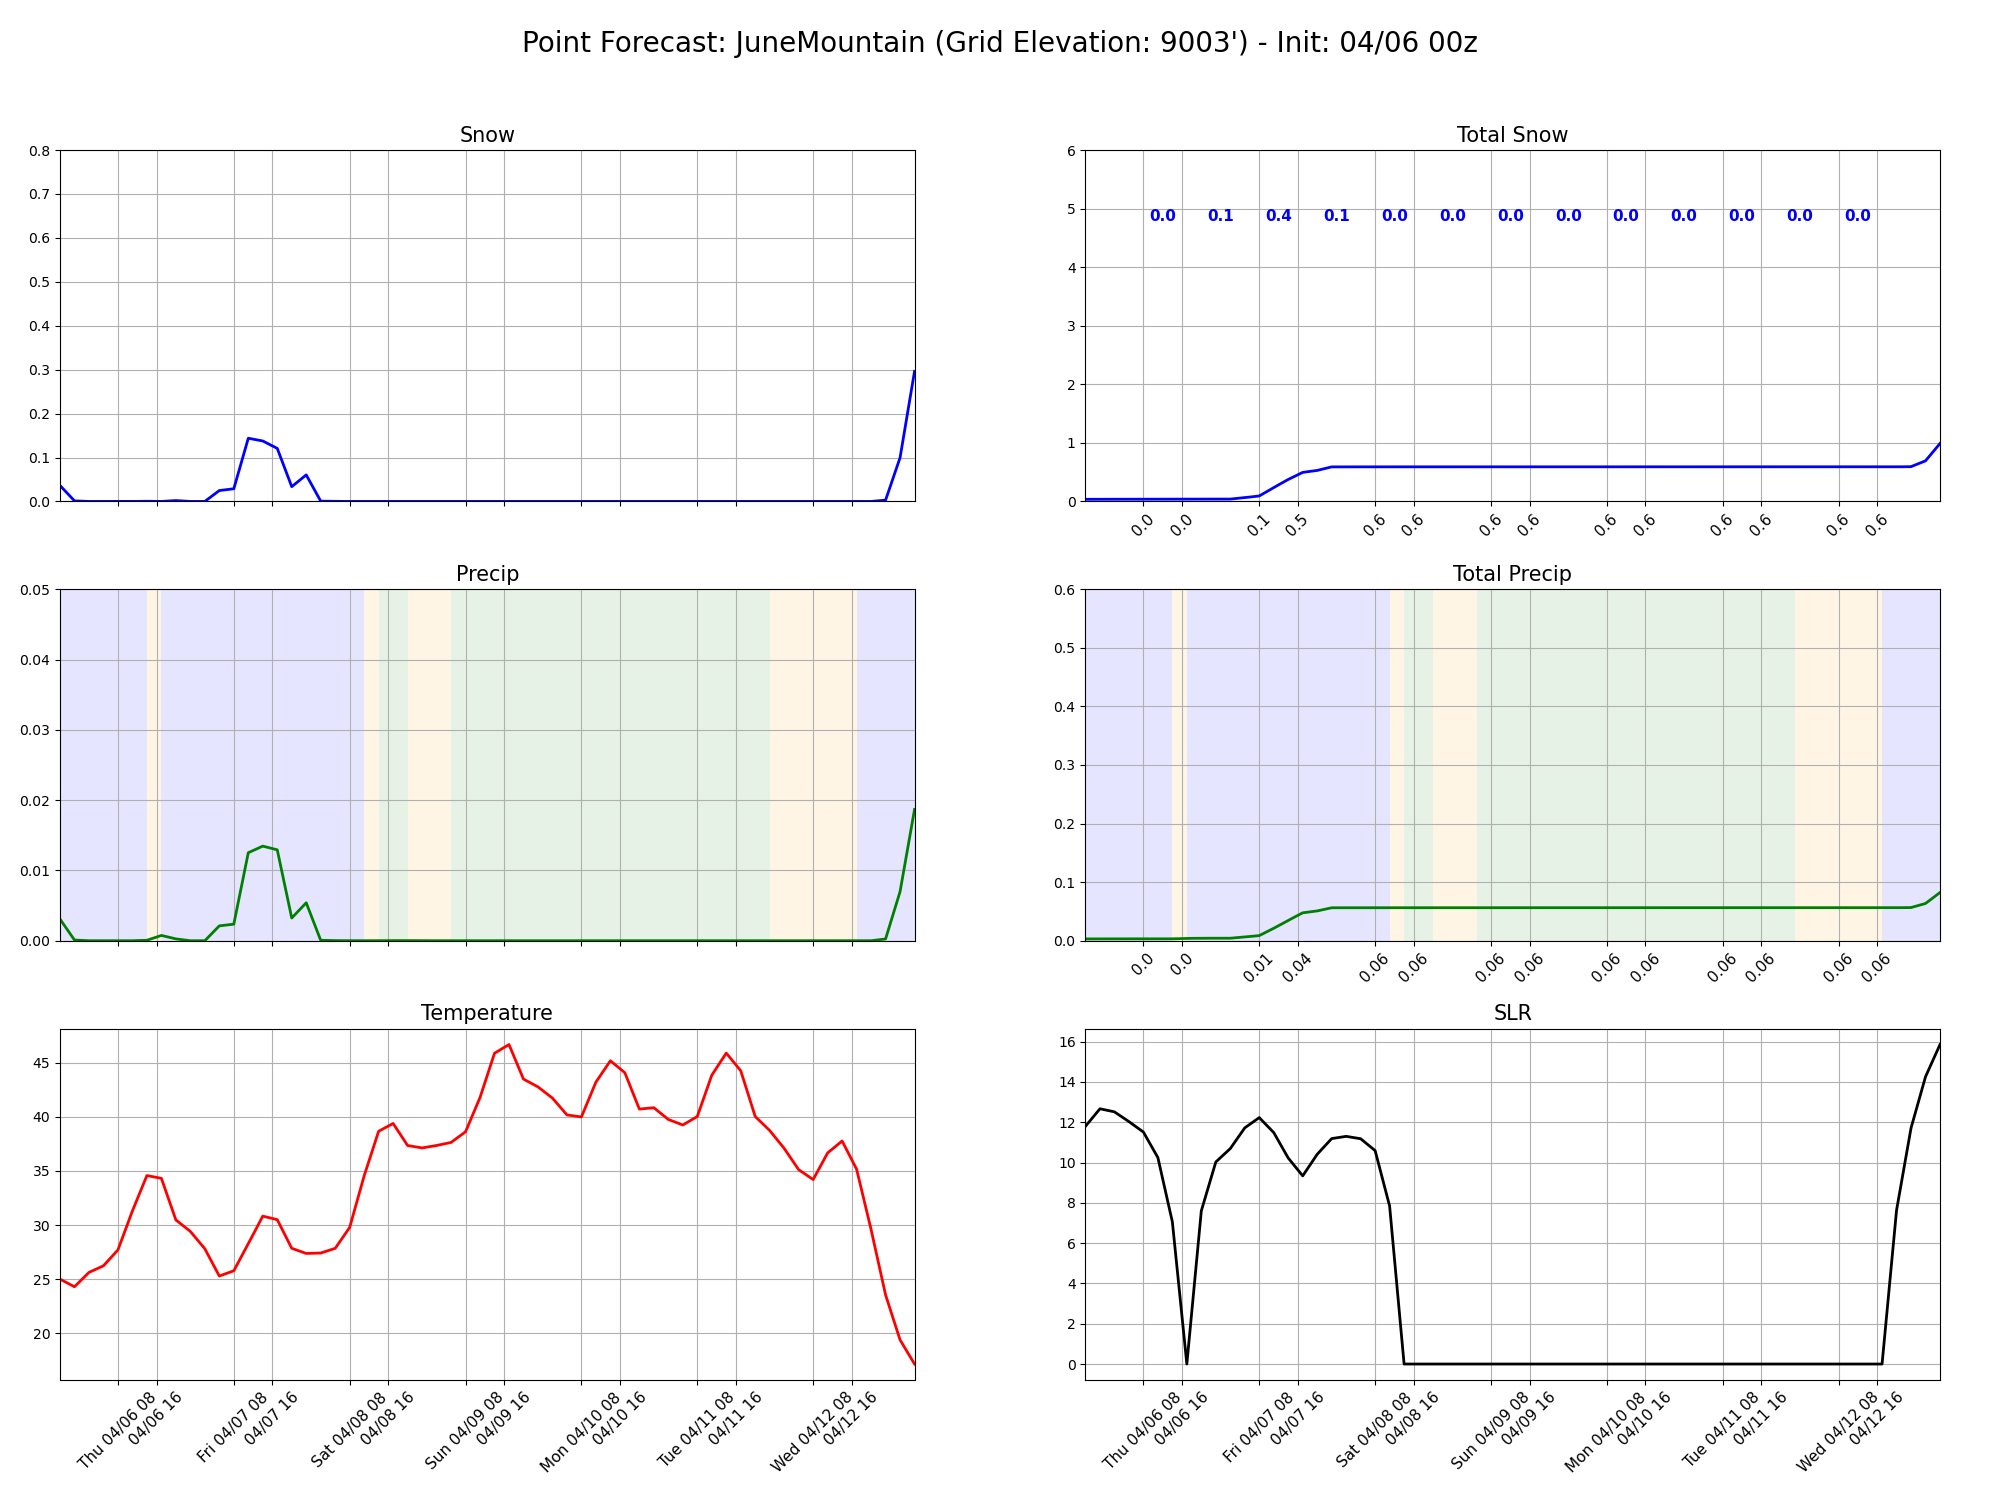 Point Forecast: JuneMountain (Grid Elevation: 9003') - Init: 04/06 00z
Snow
0.8
0.7
0.6
0.5
0.4
0.3
0.2
0.1
0.0
Total Snow
6
5
4
3
2
1
0
0.0 0.1 0.4 0.1 0.0 0.0 0.0 0.0 0.0 0.0 0.0 0.0 0.0
0.0 0.0 0.1 0.5 0.6 0.6 0.6 0.6 0.6 0.6 0.6 0.6 0.6 0.6
Precip
0.05
0.04
0.03
0.02
0.01
0.00
Total Precip
0.6
0.5
0.4
0.3
0.2
0.1
0.0
0.0 0.0 0.01 0.04 0.06 0.06 0.06 0.06 0.06 0.06 0.06 0.06 0.06 0.06
Temperature
45
40
35
30
25
20
Thu 04/06 08
04/06 16
Fri 04/07 08
04/07 16
Sat 04/08 08
04/08 16
Sun 04/09 08
04/09 16
Mon 04/10 08
04/10 16
Tue 04/11 08
04/11 16
Wed 04/12 08
04/12 16
SLR
16
14
12
10
8
6
4
2
0
Thu 04/06 08
04/06 16
Fri 04/07 08
04/07 16
Sat 04/08 08
04/08 16
Sun 04/09 08
04/09 16
Mon 04/10 08
04/10 16
Tue 04/11 08
04/11 16
Wed 04/12 08
04/12 16